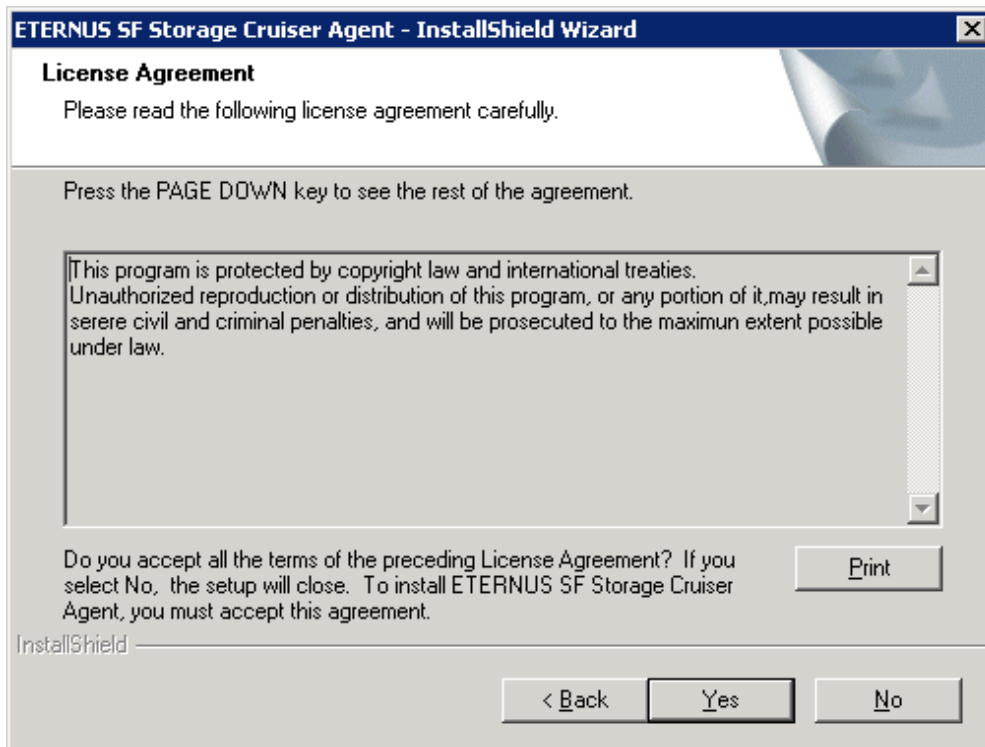 ETERNUS SF Storage Cruiser Agent - InstallShield Wizard
License Agreement
Please read the following license agreement carefully.
Press the PAGE DOWN key to see the rest of the agreement.
This program is protected by copyright law and international treaties.
Unauthorized reproduction or distribution of this program, or any portion of it,may result in
serere civil and criminal penalties, and will be prosecuted to the maximun extent possible
under law.
Do you accept all the terms of the preceding License Agreement?  If you
select No,  the setup will close.  To install ETERNUS SF Storage Cruiser
Agent, you must accept this agreement.
Print
InstallShield
< Back
Yes
No